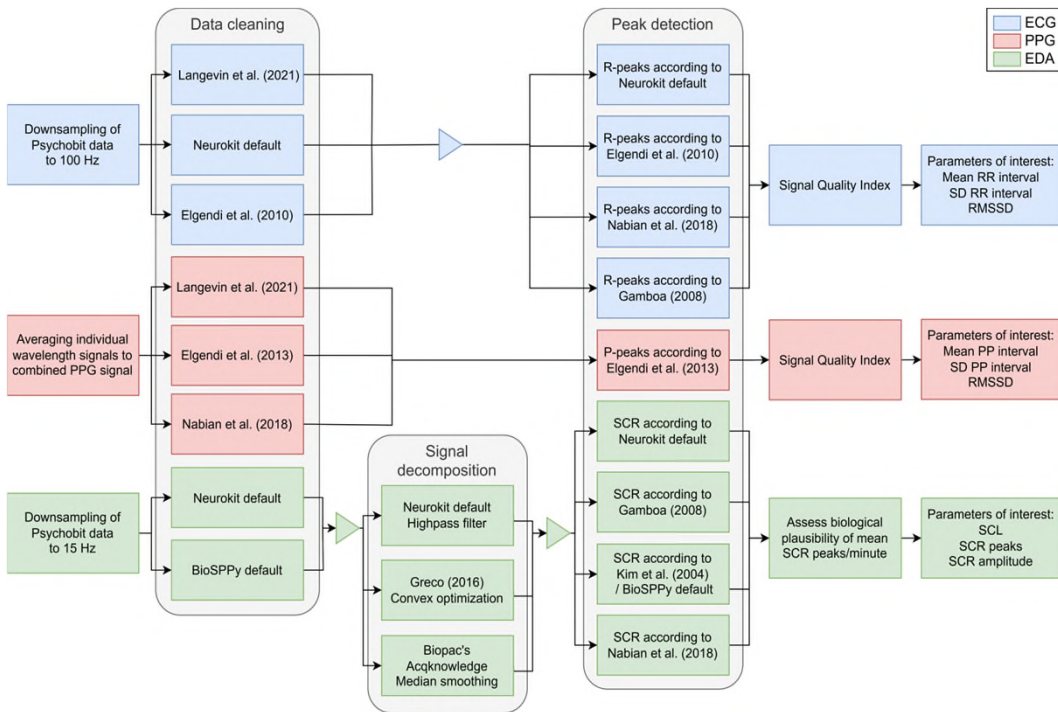 Data cleaning
Peak detection
ECG
PPG
EDA
Downsampling of
Psychobit data
to 100 Hz
Langevin et al. (2021)
Neurokit default
Elgendi et al. (2010)
R-peaks according to
Neurokit default
R-peaks according to
Elgendi et al. (2010)
R-peaks according to
Nabian et al. (2018)
R-peaks according to
Gamboa (2008)
Signal Quality Index
Parameters of interest:
Mean RR interval
SD RR interval
RMSSD
Averaging individual
wavelength signals to
combined PPG signal
Langevin et al. (2021)
Elgendi et al. (2013)
Nabian et al. (2018)
P-peaks according to
Elgendi et al. (2013)
Signal Quality Index
Parameters of interest:
Mean PP interval
SD PP interval
RMSSD
Downsampling of
Psychobit data
to 15 Hz
Neurokit default
BioSPPy default
Signal
decomposition
Neurokit default
Highpass filter
Greco (2016)
Convex optimization
Biopac's
Acqknowledge
Median smoothing
SCR according to
Neurokit default
SCR according to
Gamboa (2008)
SCR according to
Kim et al. (2004)
/ BioSPPy default
SCR according to
Nabian et al. (2018)
Assess biological
plausibility of mean
SCR peaks/minute
Parameters of interest:
SCL
SCR peaks
SCR amplitude